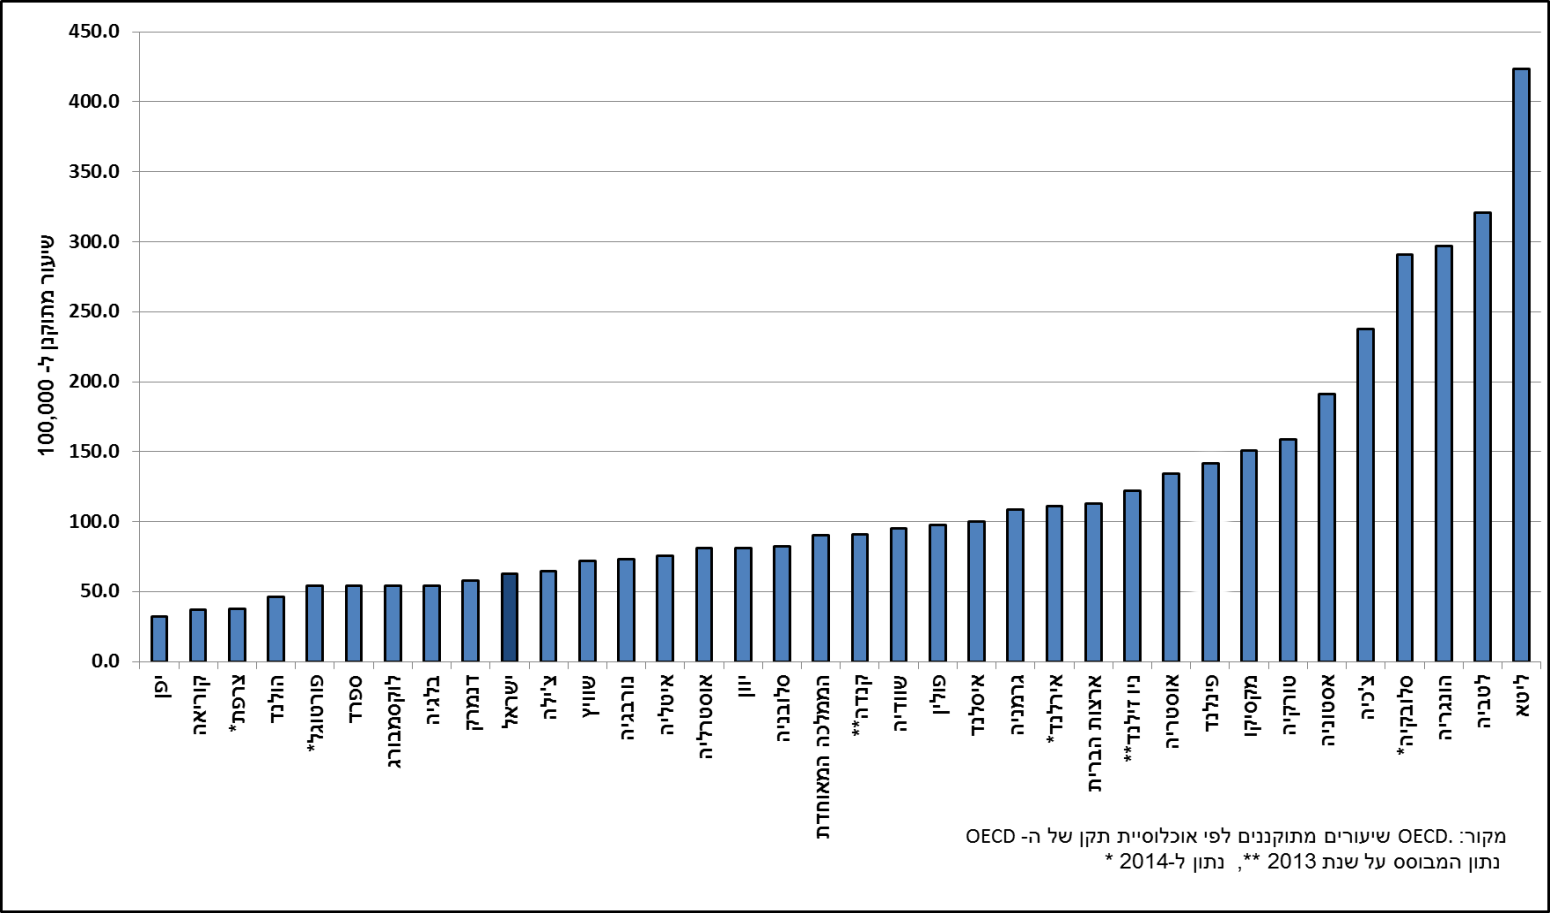 450.0
400.0
350.0
300.0
250.0
200.0
150.0
100.0
50.0
0.0
שיעור מתוקנן ל- 100,000
יפן
קוריאה
צרפת*
הולנד
פורטוגל*
ספרד
לוקסמבורג
בלגיה
דנמרק
ישראל
צ'ילה
שוויץ
נורבגיה
איטליה
אוסטרליה
יוון
סלובניה
הממלכה המאוחדת
קנדה**
שוודיה
פולין
איסלנד
גרמניה
אירלנד*
ארצות הברית
ניו זילנד**
אוסטריה
פינלנד
מקסיקו
טורקיה
אסטוניה
צ'כיה
סלובקיה*
הונגריה
לטביה
ליטא
מקור: .OECD שיעורים מתוקננים לפי אוכלוסיית תקן של ה- OECD
נתון המבוסס על שנת 2013 **, נתון ל-2014 *